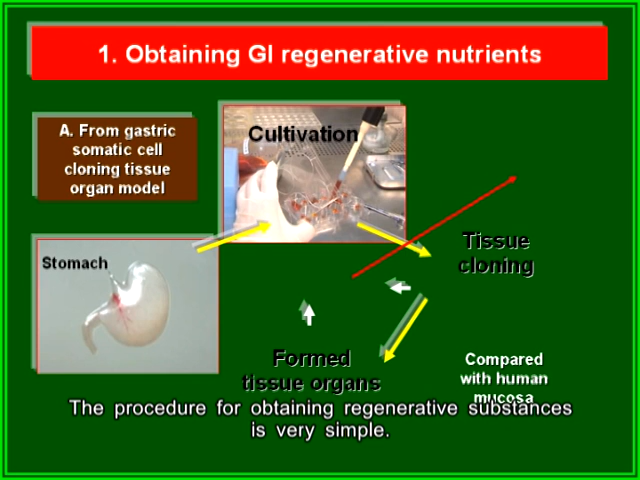 1. Obtaining GI regenerative nutrients
A. From gastric
somatic cell
cloning tissue
organ model
Cultivation
Stomach
Tissue
cloning
Formed
tissue organs
Compared
with human
mucosa
The procedure for obtaining regenerative substances
is very simple.